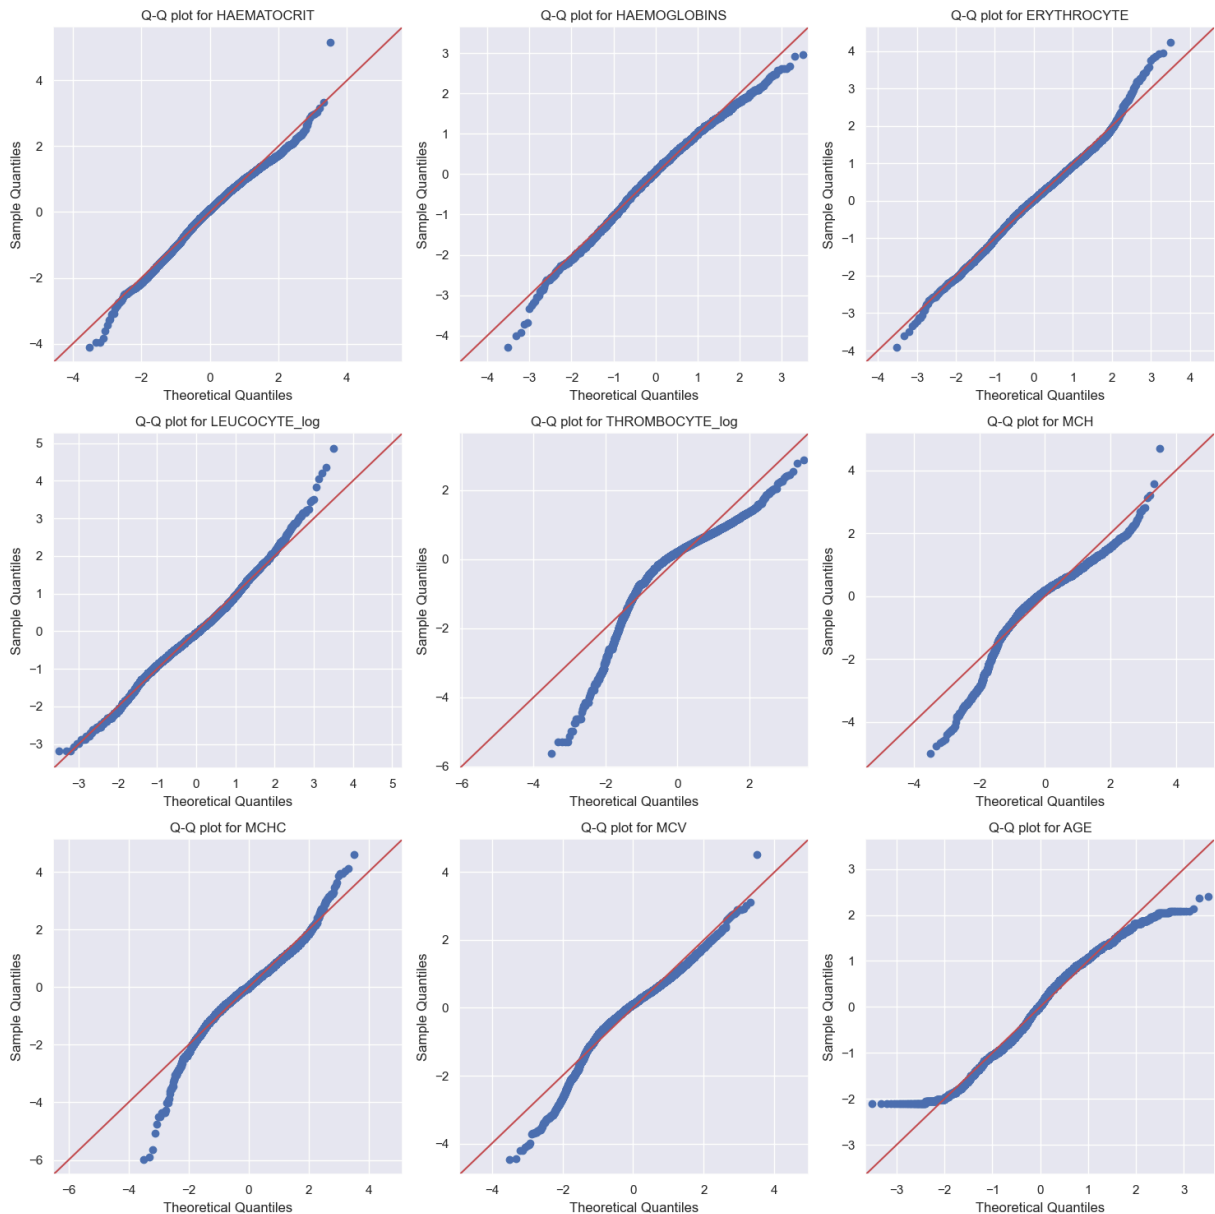 Q-Q plot for HAEMATOCRIT
Q-Q plot for HAEMOGLOBINS
Q-Q plot for ERYTHROCYTE
Sample Quantiles
4
2
0
−2
−4
−4 −2 0 2 4
Theoretical Quantiles
Sample Quantiles
3
2
1
0
−1
−2
−3
−4
−4 −3 −2 −1 0 1 2 3
Theoretical Quantiles
Sample Quantiles
4
3
2
1
0
−1
−2
−3
−4
−4 −3 −2 −1 0 1 2 3 4
Theoretical Quantiles
Q-Q plot for LEUCOCYTE_log
Q-Q plot for THROMBOCYTE_log
Q-Q plot for MCH
Sample Quantiles
5
4
3
2
1
0
−1
−2
−3
−3 −2 −1 0 1 2 3 4 5
Theoretical Quantiles
Sample Quantiles
2
0
−2
−4
−6
−6 −4 −2 0 2
Theoretical Quantiles
Sample Quantiles
4
2
0
−2
−4
−4 −2 0 2 4
Theoretical Quantiles
Q-Q plot for MCHC
Q-Q plot for MCV
Q-Q plot for AGE
Sample Quantiles
4
2
0
−2
−4
−6
−6 −4 −2 0 2 4
Theoretical Quantiles
Sample Quantiles
4
2
0
−2
−4
−4 −2 0 2 4
Theoretical Quantiles
Sample Quantiles
3
2
1
0
−1
−2
−3
−3 −2 −1 0 1 2 3
Theoretical Quantiles